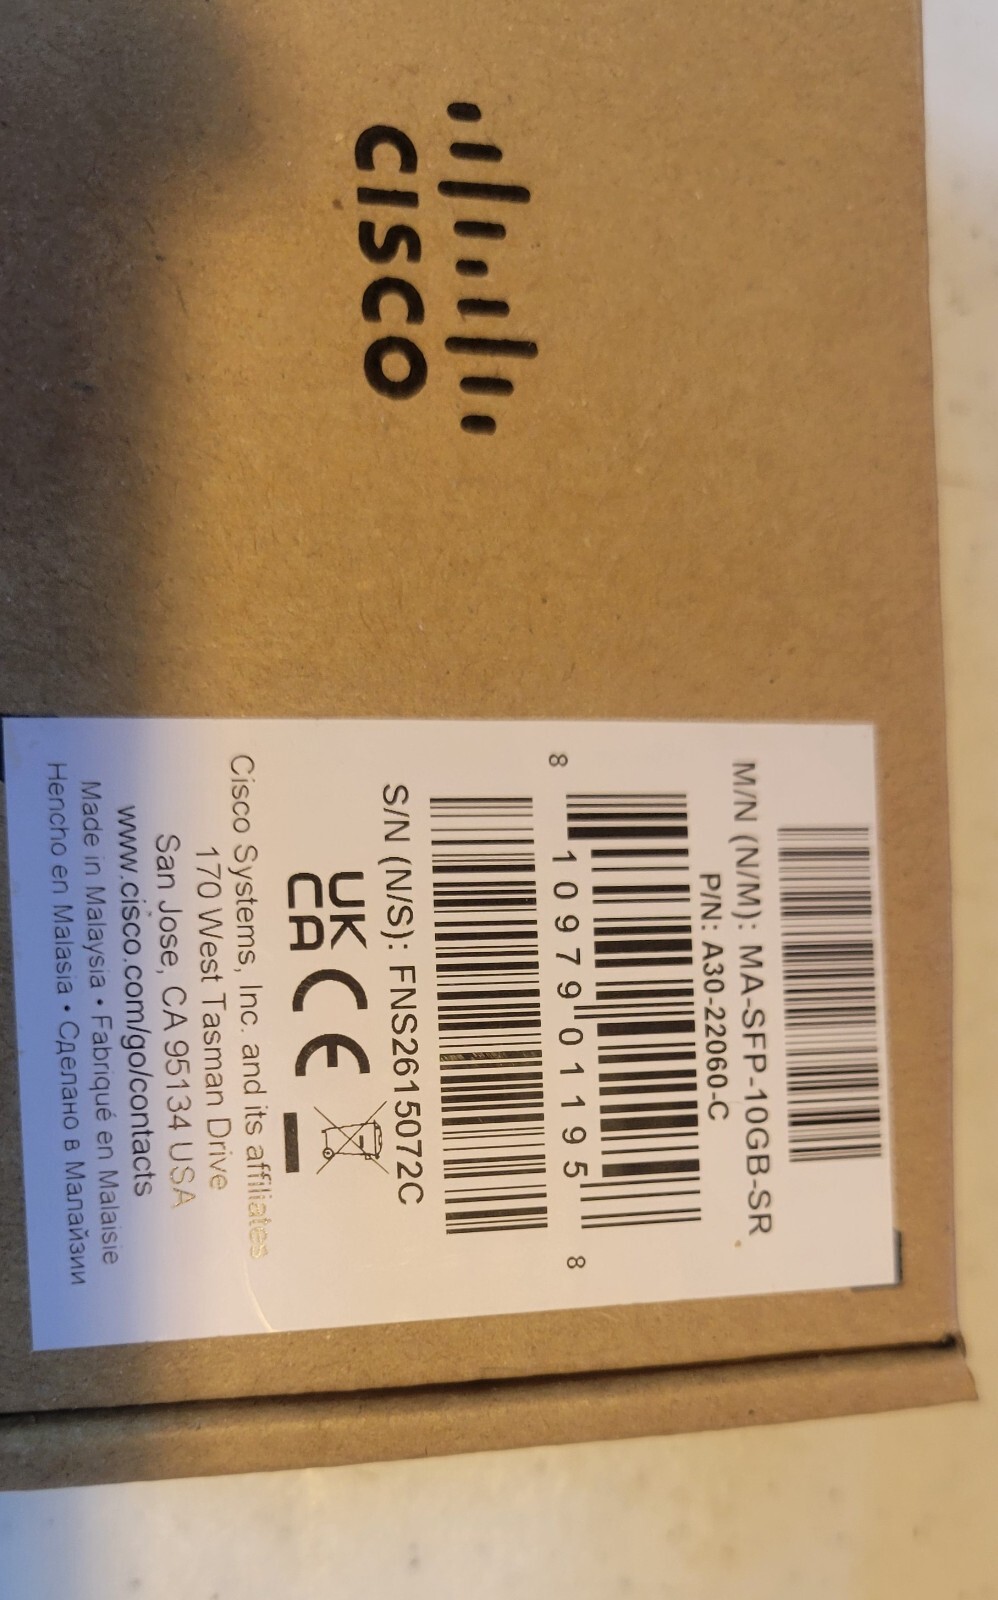 CISCO
M/N (N/M): MA-SFP-10GB-SR
P/N: A30-22060-C
8 10979 01195 8
S/N (N/S): FNS2615072C
UK CA CE
Cisco Systems, Inc. and its affiliates
170 West Tasman Drive
San Jose, CA 95134 USA
www.cisco.com/go/contacts
Made in Malaysia • Fabriqué en Malaisie
Hencho en Malasia • Сделано в Малайзии